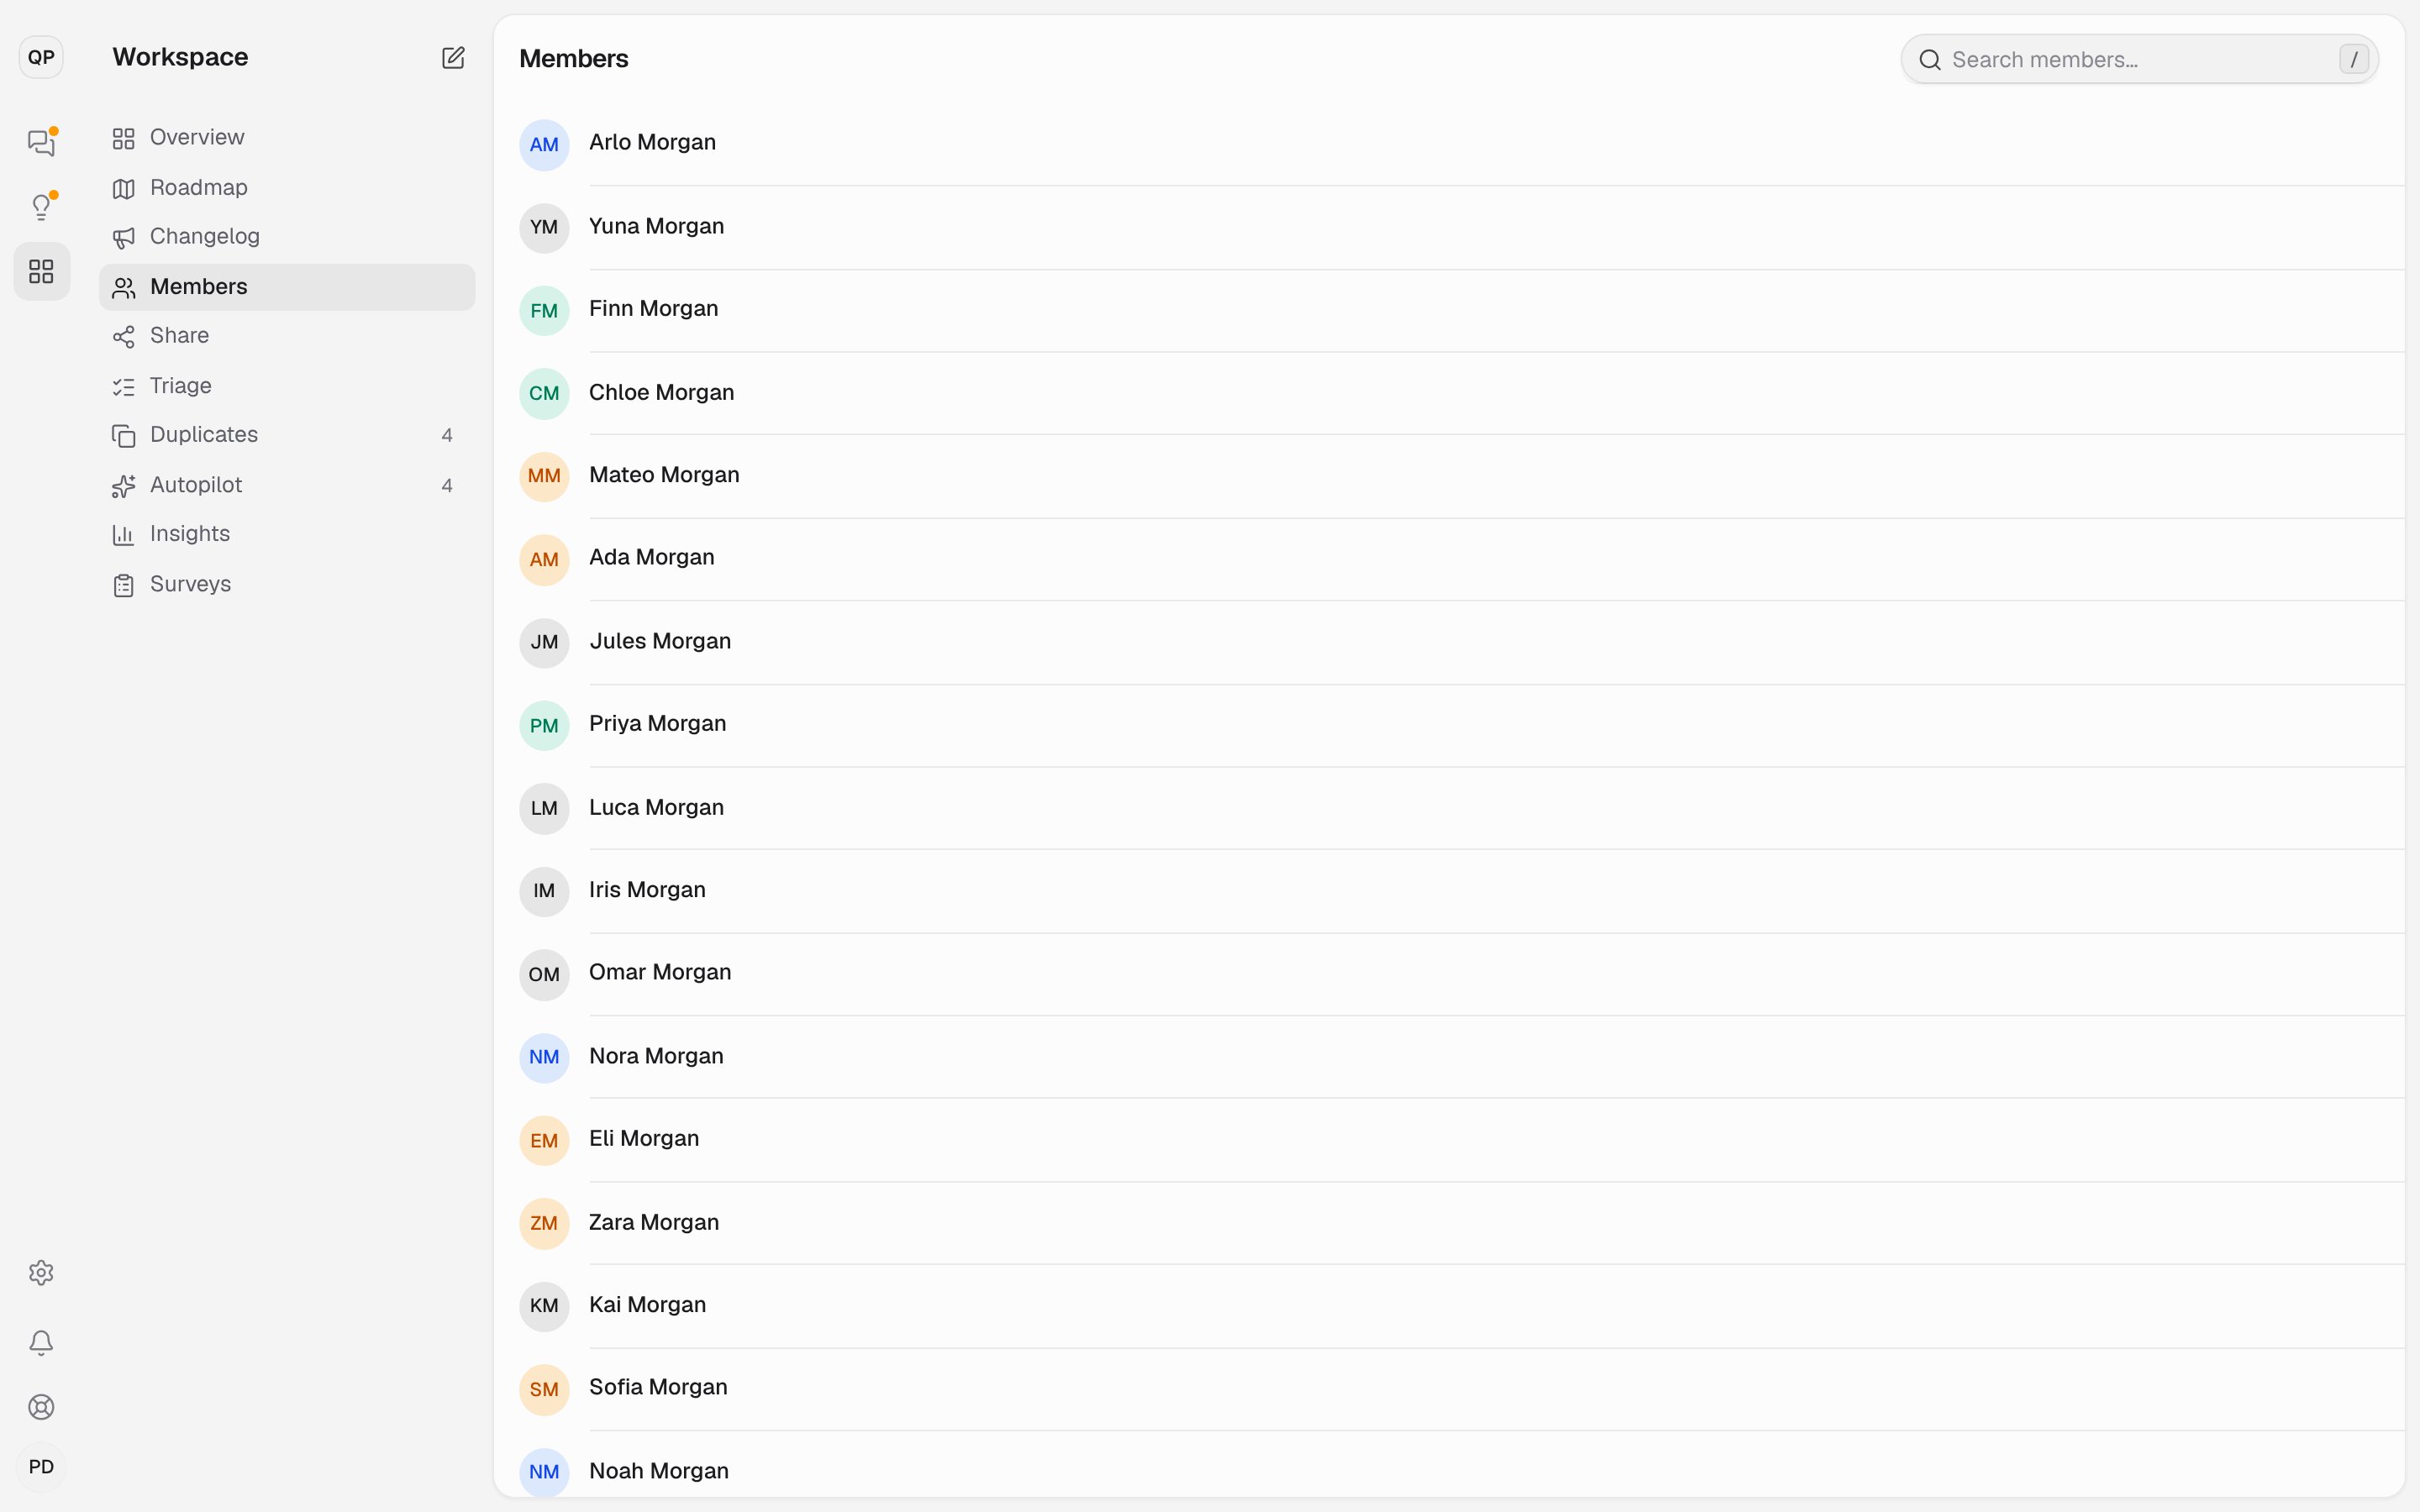 QP
Workspace
Overview
Roadmap
Changelog
Members
Share
Triage
Duplicates 4
Autopilot 4
Insights
Surveys
PD
Members
Search members... /
AM Arlo Morgan
YM Yuna Morgan
FM Finn Morgan
CM Chloe Morgan
MM Mateo Morgan
AM Ada Morgan
JM Jules Morgan
PM Priya Morgan
LM Luca Morgan
IM Iris Morgan
OM Omar Morgan
NM Nora Morgan
EM Eli Morgan
ZM Zara Morgan
KM Kai Morgan
SM Sofia Morgan
NM Noah Morgan